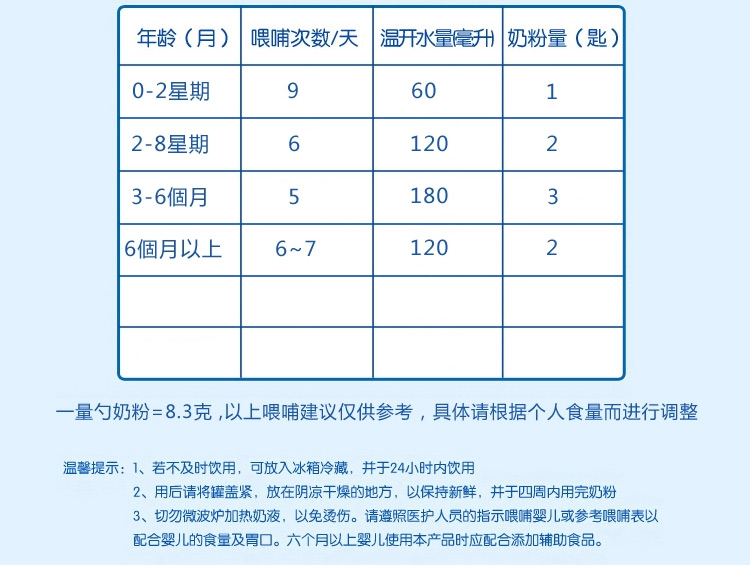 年龄（月） 喂哺次数/天 温开水量(毫升) 奶粉量（匙）
0-2星期 9 60 1
2-8星期 6 120 2
3-6個月 5 180 3
6個月以上 6~7 120 2
一量勺奶粉=8.3克 ,以上喂哺建议仅供参考，具体请根据个人食量而进行调整
温馨提示：1、若不及时饮用，可放入冰箱冷藏，并于24小时内饮用
2、用后请将罐盖紧，放在阴凉干燥的地方，以保持新鲜，并于四周内用完奶粉
3、切勿微波炉加热奶液，以免烫伤。请遵照医护人员的指示喂哺婴儿或参考喂哺表以
配合婴儿的食量及胃口。六个月以上婴儿使用本产品时应配合添加辅助食品。